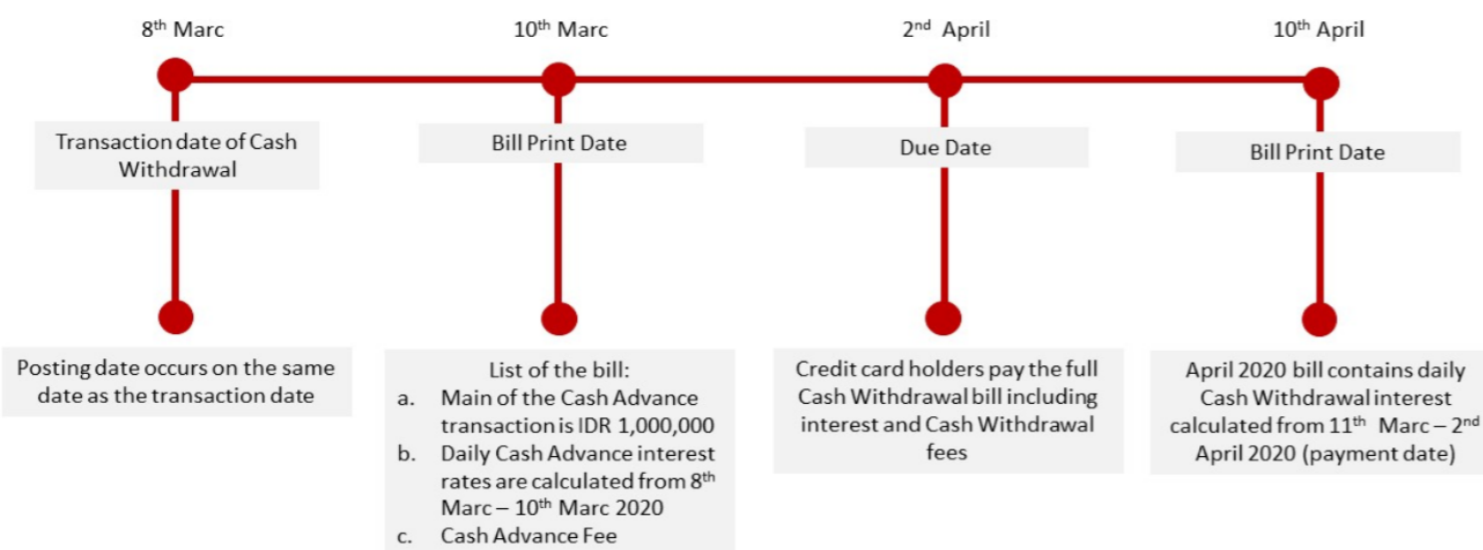 8th Marc
10th Marc
2nd April
10th April
Transaction date of Cash
Withdrawal
Bill Print Date
Due Date
Bill Print Date
Posting date occurs on the same
date as the transaction date
List of the bill:
a. Main of the Cash Advance
transaction is IDR 1,000,000
b. Daily Cash Advance interest
rates are calculated from 8th
Marc – 10th Marc 2020
c. Cash Advance Fee
Credit card holders pay the full
Cash Withdrawal bill including
interest and Cash Withdrawal
fees
April 2020 bill contains daily
Cash Withdrawal interest
calculated from 11th Marc – 2nd
April 2020 (payment date)